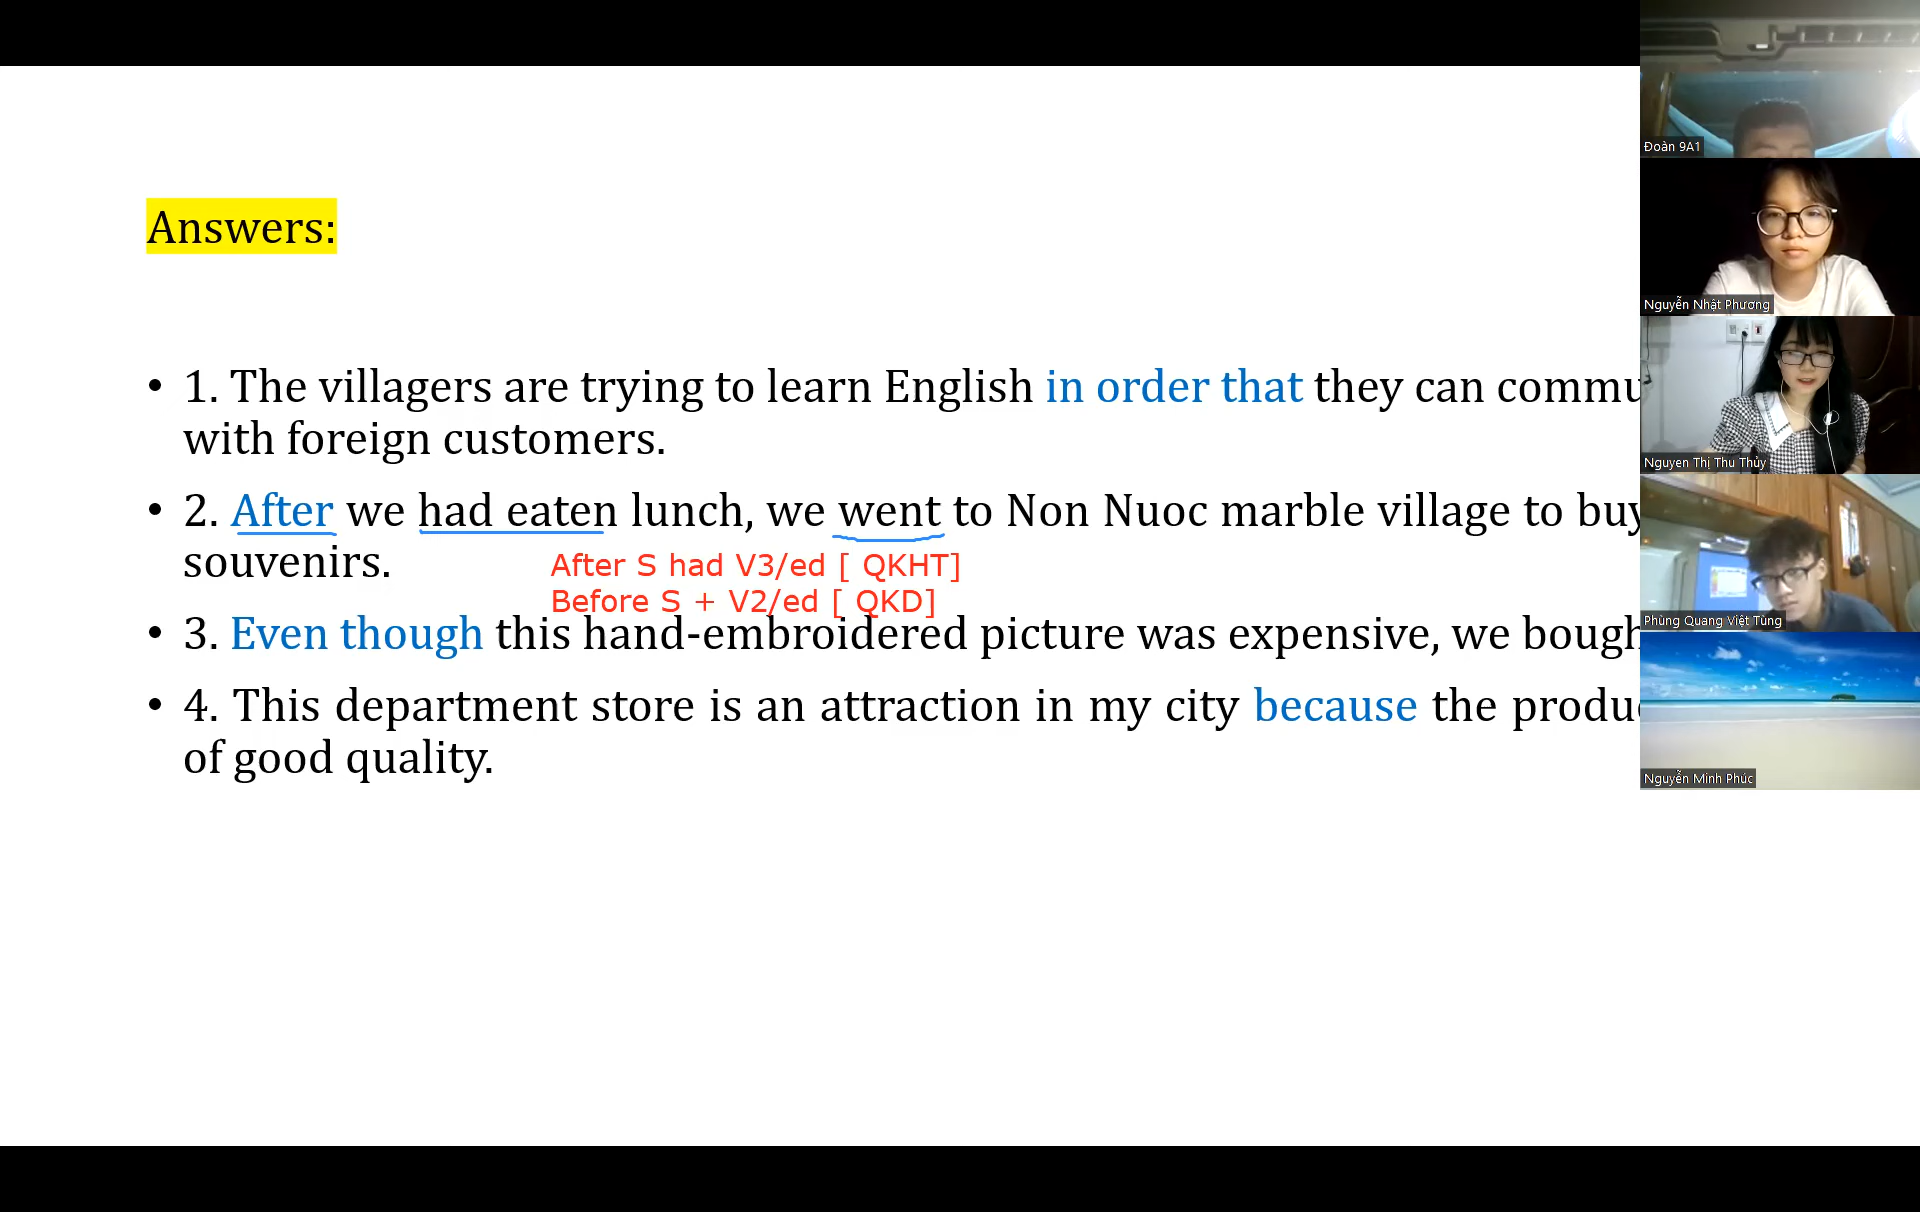 Answers:
• 1. The villagers are trying to learn English in order that they can
with foreign customers.
• 2. After we had eaten lunch, we went to Non Nuoc marble village to buy
souvenirs.
After S had V3/ed [ QKHT]
Before S + V2/ed [ QKD]
• 3. Even though this hand-embroidered picture was expensive, we
• 4. This department store is an attraction in my city because the
of good quality.
Đoàn 9A1
Nguyễn Nhật Phương
Nguyen Thị Thu Thủy
Phùng Quang Việt Tùng
Nguyễn Minh Phúc